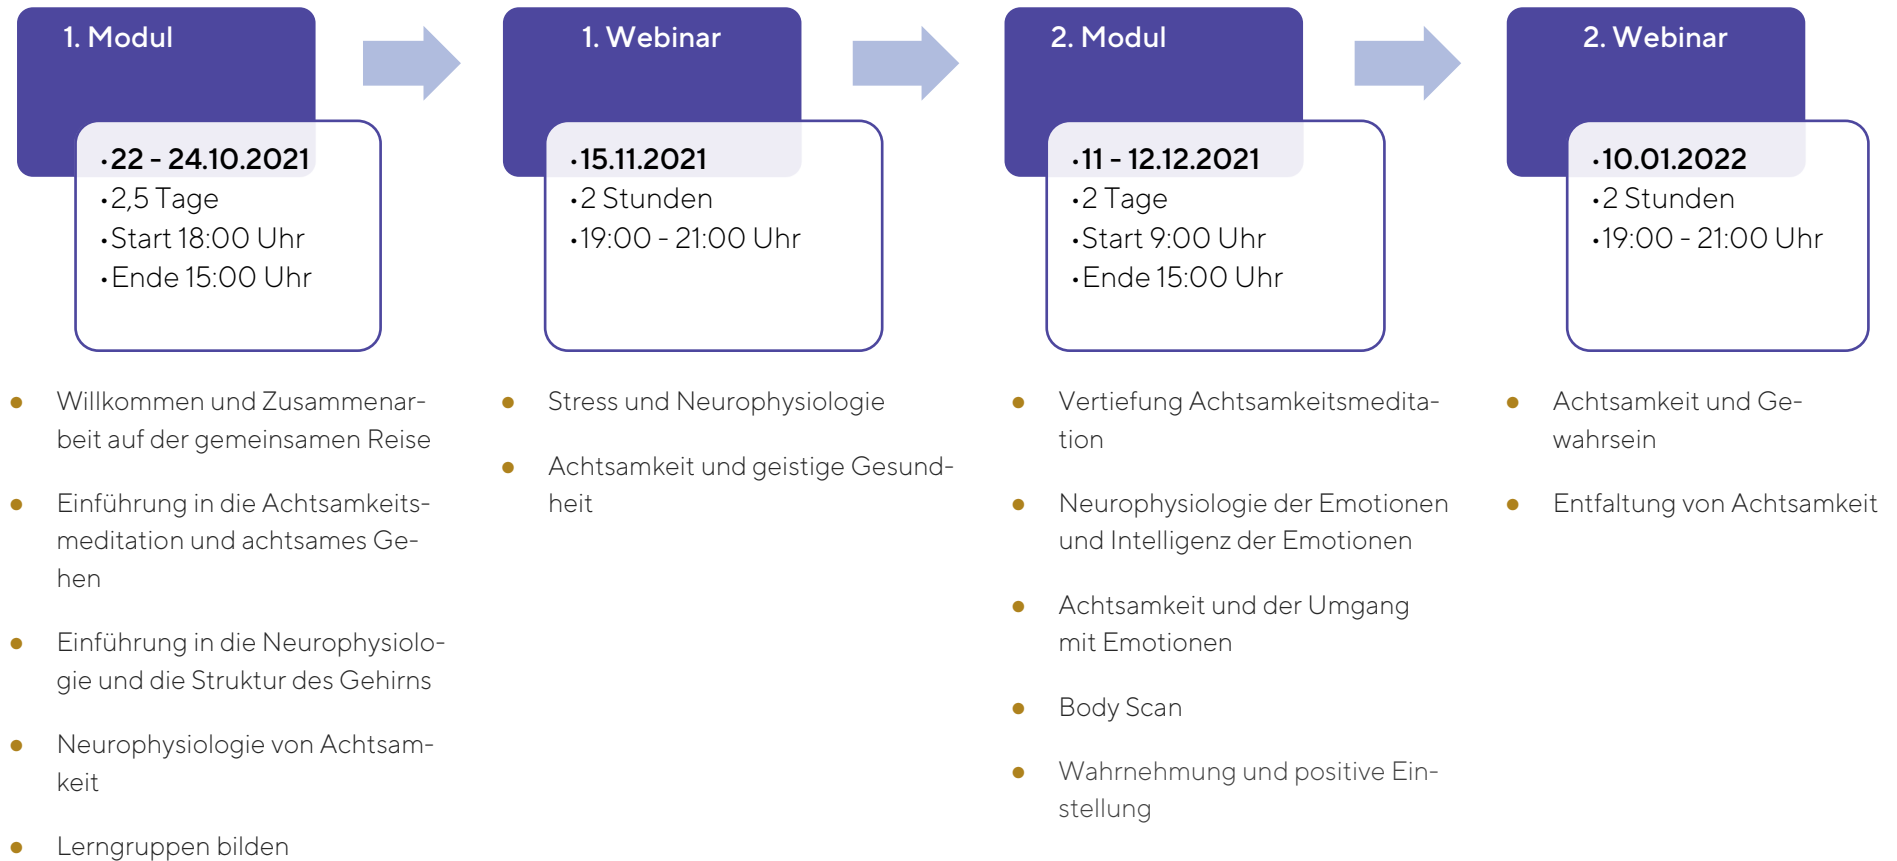 1. Modul
·22 - 24.10.2021
·2,5 Tage
·Start 18:00 Uhr
·Ende 15:00 Uhr
● Willkommen und Zusammenar-
beit auf der gemeinsamen Reise
● Einführung in die Achtsamkeits-
meditation und achtsames Ge-
hen
● Einführung in die Neurophysiolo-
gie und die Struktur des Gehirns
● Neurophysiologie von Achtsam-
keit
● Lerngruppen bilden
1. Webinar
·15.11.2021
·2 Stunden
·19:00 - 21:00 Uhr
● Stress und Neurophysiologie
● Achtsamkeit und geistige Gesund-
heit
2. Modul
·11 - 12.12.2021
·2 Tage
·Start 9:00 Uhr
·Ende 15:00 Uhr
● Vertiefung Achtsamkeitsmedita-
tion
● Neurophysiologie der Emotionen
und Intelligenz der Emotionen
● Achtsamkeit und der Umgang
mit Emotionen
● Body Scan
● Wahrnehmung und positive Ein-
stellung
2. Webinar
·10.01.2022
·2 Stunden
·19:00 - 21:00 Uhr
● Achtsamkeit und Ge-
wahrsein
● Entfaltung von Achtsamkeit